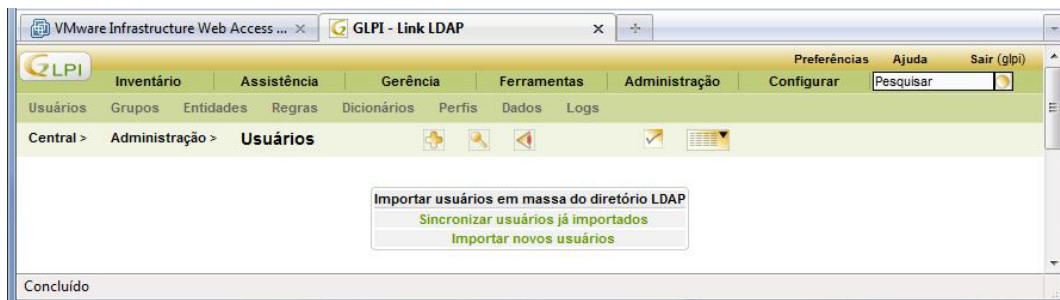 VMware Infrastructure Web Access ... GLPI - Link LDAP
Preferências Ajuda Sair (glpi)
GLPI
Inventário Assistência Gerência Ferramentas Administração Configurar Pesquisar
Usuários Grupos Entidades Regras Dicionários Perfis Dados Logs
Central > Administração > Usuários
Importar usuários em massa do diretório LDAP
Sincronizar usuários já importados
Importar novos usuários
Concluído